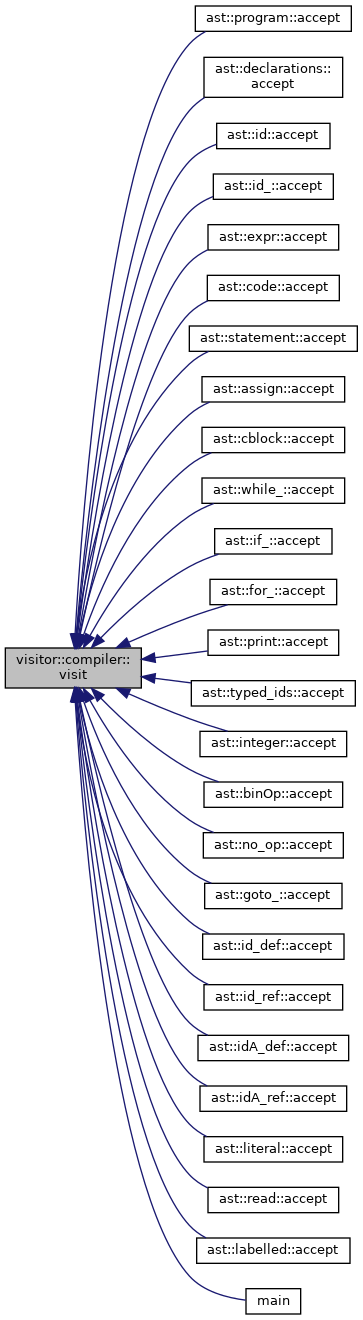 ast::program::accept
ast::declarations::
accept
ast::id::accept
ast::id_::accept
ast::expr::accept
ast::code::accept
ast::statement::accept
ast::assign::accept
ast::cblock::accept
ast::while_::accept
ast::if_::accept
ast::for_::accept
ast::print::accept
visitor::compiler::
visit
ast::typed_ids::accept
ast::integer::accept
ast::binOp::accept
ast::no_op::accept
ast::goto_::accept
ast::id_def::accept
ast::id_ref::accept
ast::idA_def::accept
ast::idA_ref::accept
ast::literal::accept
ast::read::accept
ast::labelled::accept
main